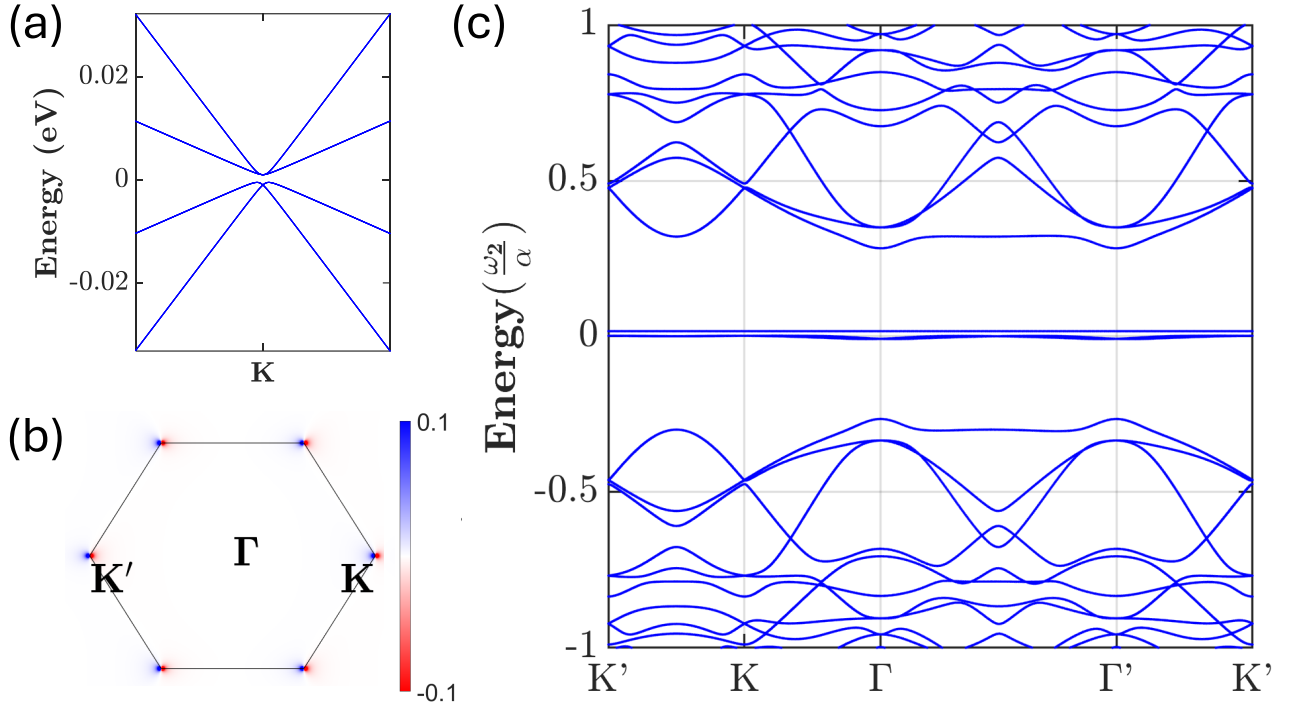 (a)
Energy (eV)
0.02
0
-0.02
K
(b)
Γ
K′
K
0.1
-0.1
(c)
Energy(ω₂/α)
1
0.5
0
-0.5
-1
K' K Γ Γ' K'